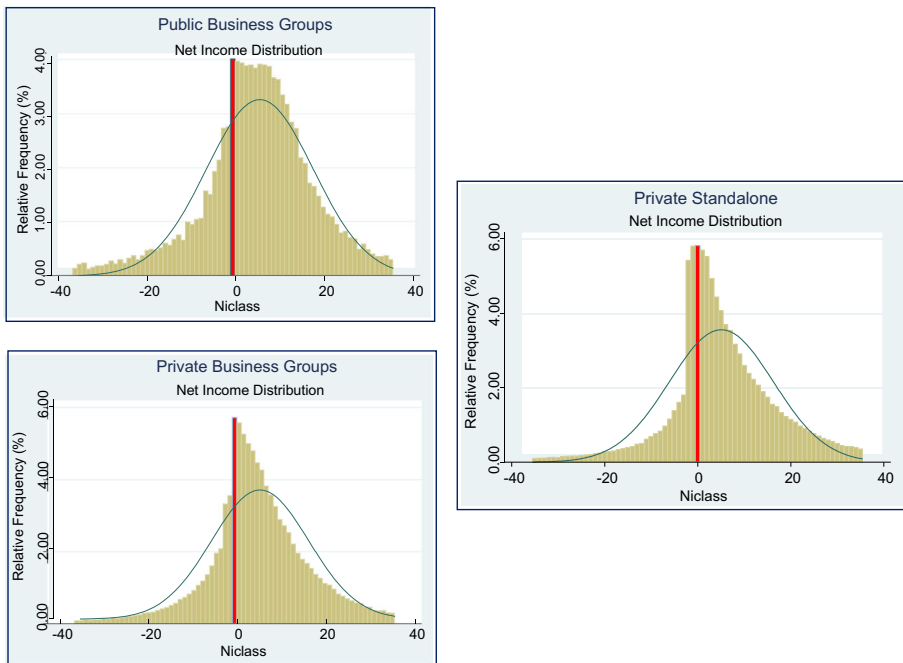 Public Business Groups
Net Income Distribution
Relative Frequency (%)
4.00
3.00
2.00
1.00
0.00
-40 -20 0 20 40
Niclass
Private Business Groups
Net Income Distribution
Relative Frequency (%)
6.00
4.00
2.00
0.00
-40 -20 0 20 40
Niclass
Private Standalone
Net Income Distribution
Relative Frequency (%)
6.00
4.00
2.00
0.00
-40 -20 0 20 40
Niclass